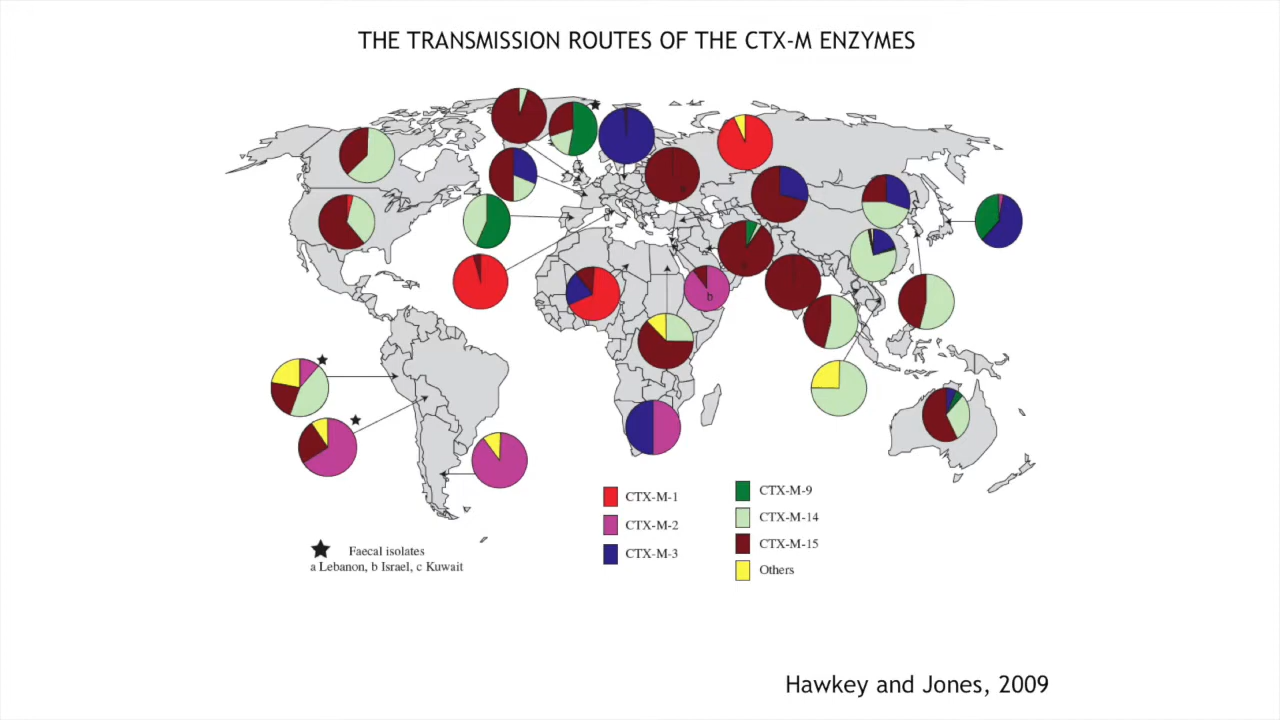 THE TRANSMISSION ROUTES OF THE CTX-M ENZYMES
b
CTX-M-1
CTX-M-2
CTX-M-3
CTX-M-9
CTX-M-14
CTX-M-15
Others
Faecal isolates
a Lebanon, b Israel, c Kuwait
Hawkey and Jones, 2009